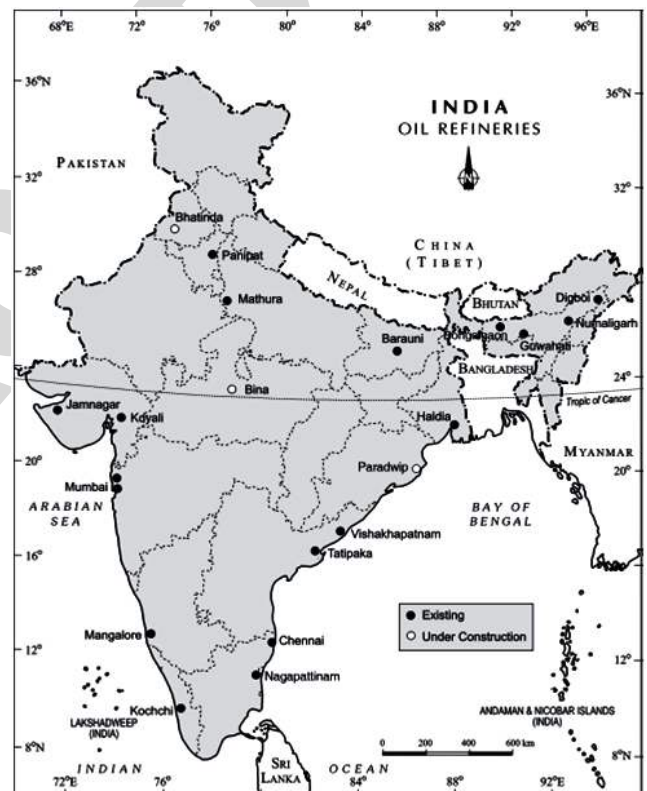 68°E 72° 76° 80° 84° 88° 92° 96°E
36°N
36°N
INDIA
OIL REFINERIES
N
PAKISTAN
32°
32°
Bhatinda
Panipat
CHINA
(TIBET)
28°
28°
NEPAL
Mathura
BHUTAN
Digboi
Numaligarh
Bongaigaon
Gowahati
Barauni
BANGLADESH
24°
Bina
Tropic of Cancer
Jamnagar
Koyali
Haldia
MYANMAR
20°
20°
Paradwip
Mumbai
ARABIAN
SEA
BAY OF
BENGAL
Vishakhapatnam
16°
16°
Tatipaka
Existing
Under Construction
Mangalore
Chennai
12°
12°
Nagapattinam
Kochchi
LAKSHADWEEP
(INDIA)
ANDAMAN & NICOBAR ISLANDS
(INDIA)
0 200 400 600 km
8°N
8°N
INDIAN
SRI
LANKA
OCEAN
72°E 76° 88° 92°E